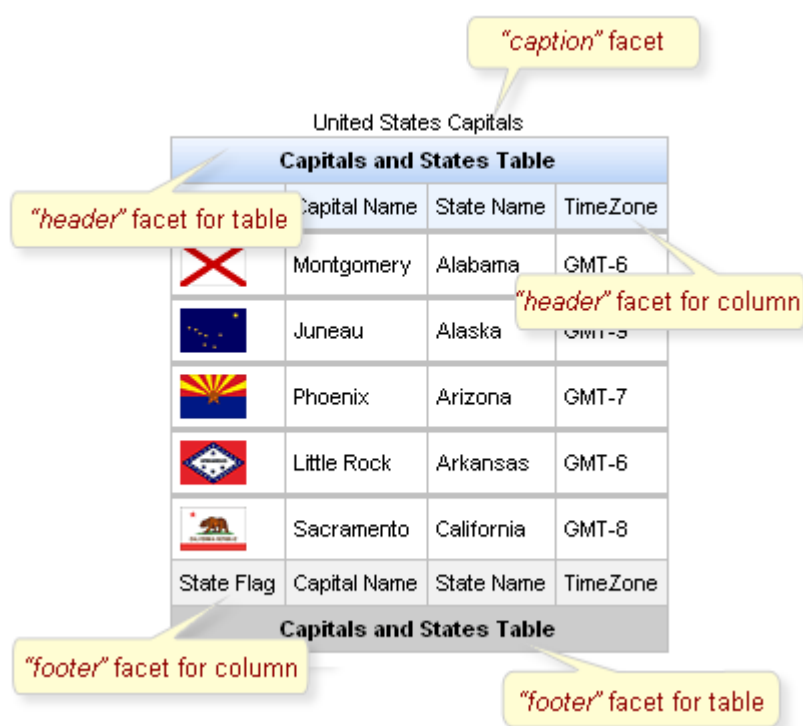 “caption” facet
United States Capitals
Capitals and States Table
“header” facet for table
Capital Name State Name TimeZone
Montgomery Alabama GMT-6
“header” facet for column
Juneau Alaska GMT-9
Phoenix Arizona GMT-7
Little Rock Arkansas GMT-6
Sacramento California GMT-8
State Flag Capital Name State Name TimeZone
Capitals and States Table
“footer” facet for column
“footer” facet for table